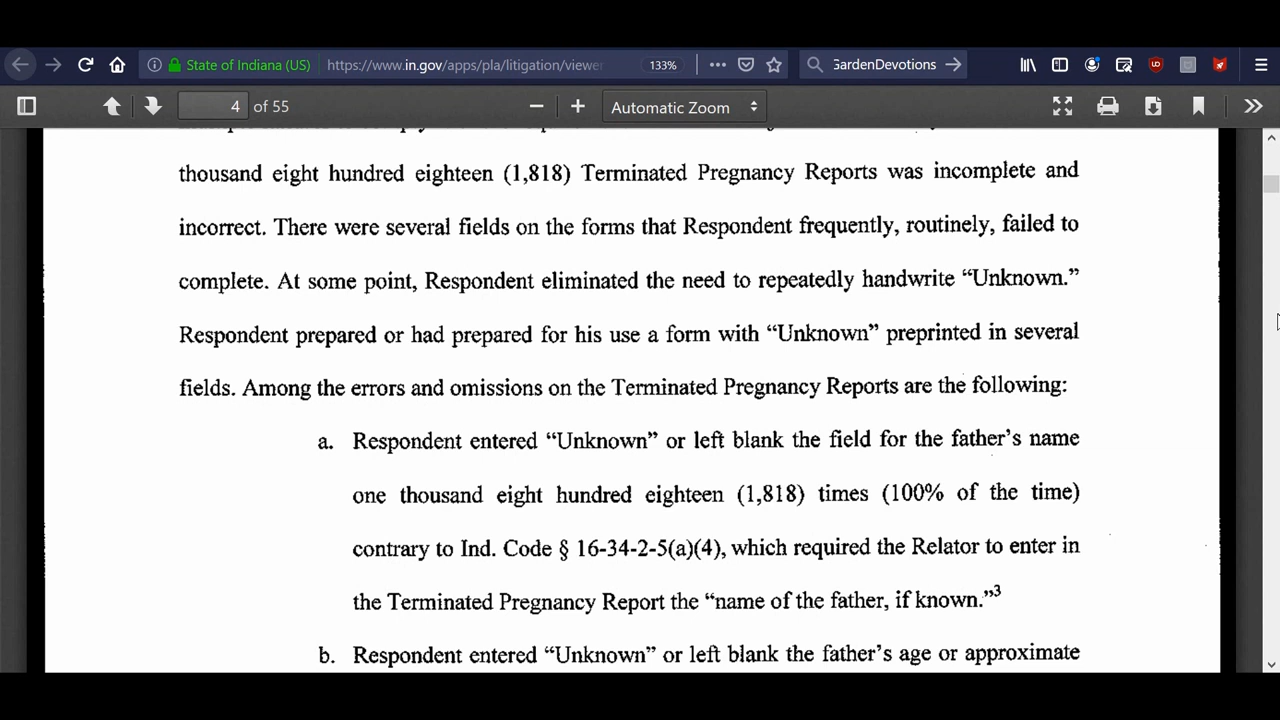 State of Indiana (US)
https://www.in.gov/apps/pla/litigation/viewer
133%
GardenDevotions
4 of 55
Automatic Zoom
thousand eight hundred eighteen (1,818) Terminated Pregnancy Reports was incomplete and
incorrect. There were several fields on the forms that Respondent frequently, routinely, failed to
complete. At some point, Respondent eliminated the need to repeatedly handwrite “Unknown.”
Respondent prepared or had prepared for his use a form with “Unknown” preprinted in several
fields. Among the errors and omissions on the Terminated Pregnancy Reports are the following:
a. Respondent entered “Unknown” or left blank the field for the father’s name
one thousand eight hundred eighteen (1,818) times (100% of the time)
contrary to Ind. Code § 16-34-2-5(a)(4), which required the Relator to enter in
the Terminated Pregnancy Report the “name of the father, if known.”3
b. Respondent entered “Unknown” or left blank the father’s age or approximate